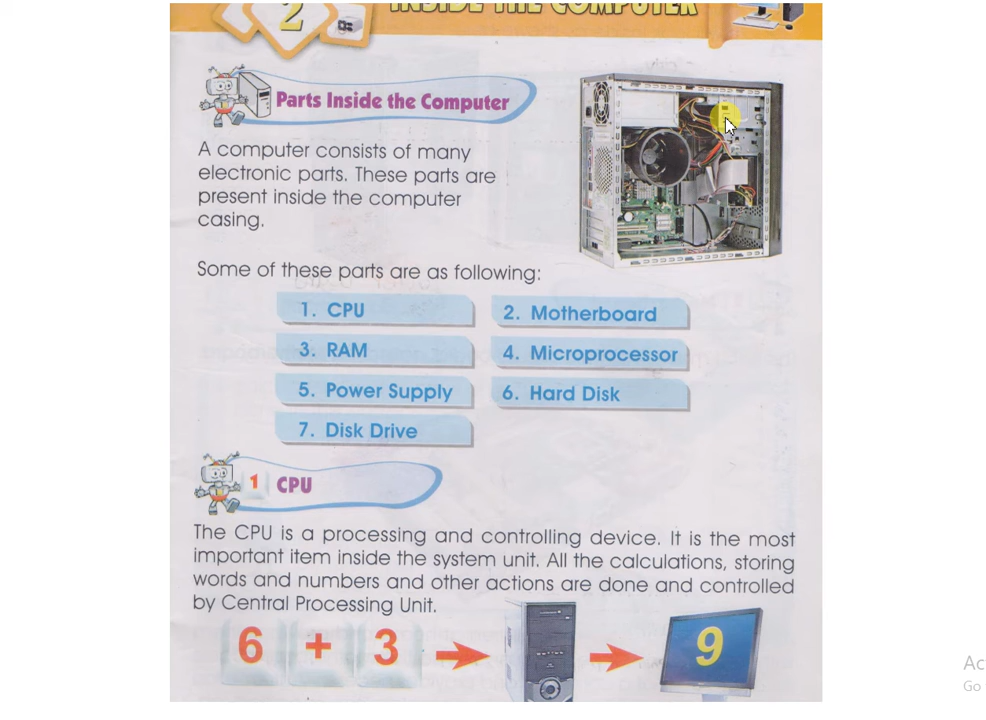 2
INSIDE THE COMPUTER
Parts Inside the Computer
A computer consists of many
electronic parts. These parts are
present inside the computer
casing.
Some of these parts are as following:
1. CPU
2. Motherboard
3. RAM
4. Microprocessor
5. Power Supply
6. Hard Disk
7. Disk Drive
1 CPU
The CPU is a processing and controlling device. It is the most
important item inside the system unit. All the calculations, storing
words and numbers and other actions are done and controlled
by Central Processing Unit.
6 + 3
9
Ac
Go